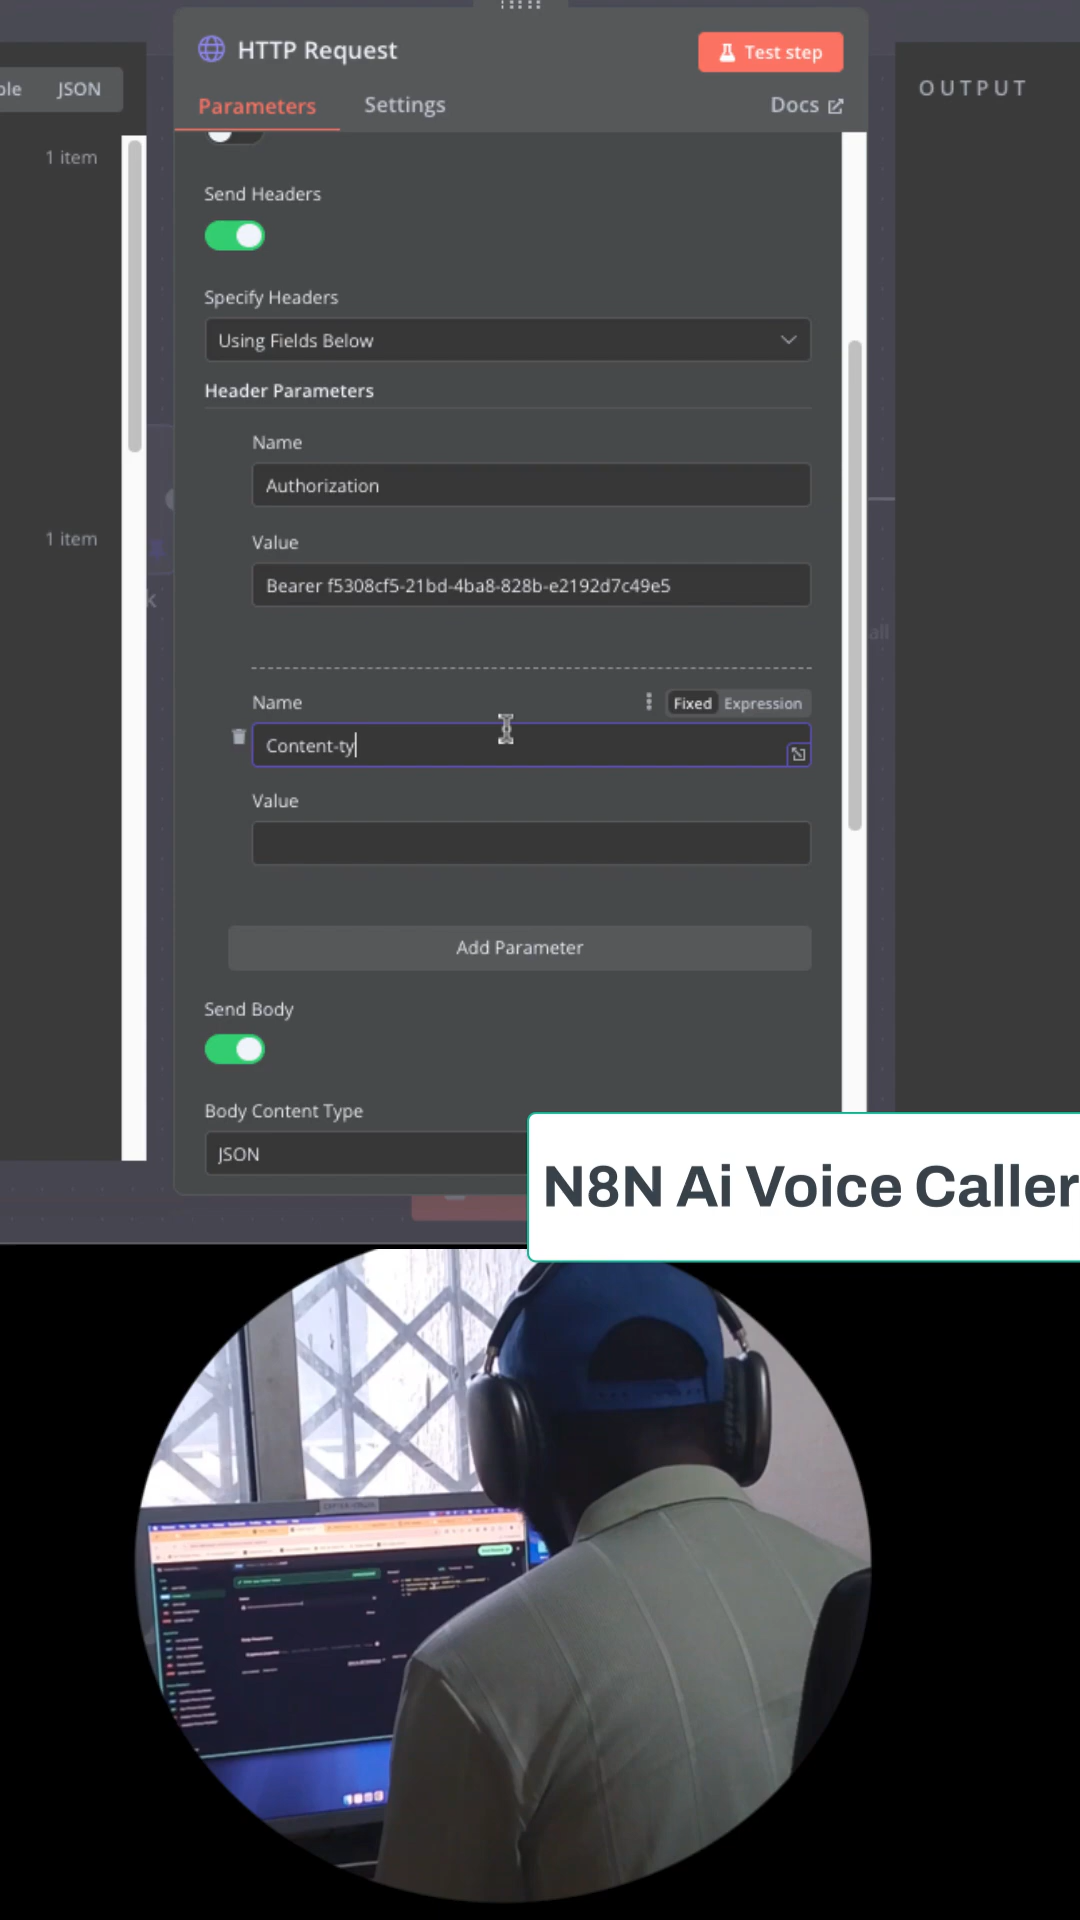 HTTP Request
Test step
ble
JSON
Parameters
Settings
Docs
OUTPUT
1 item
Send Headers
Specify Headers
Using Fields Below
Header Parameters
Name
Authorization
1 item
Value
Bearer f5308cf5-21bd-4ba8-828b-e2192d7c49e5
k
all
Name
Fixed
Expression
Content-ty
Value
Add Parameter
Send Body
Body Content Type
JSON
N8N Ai Voice Caller